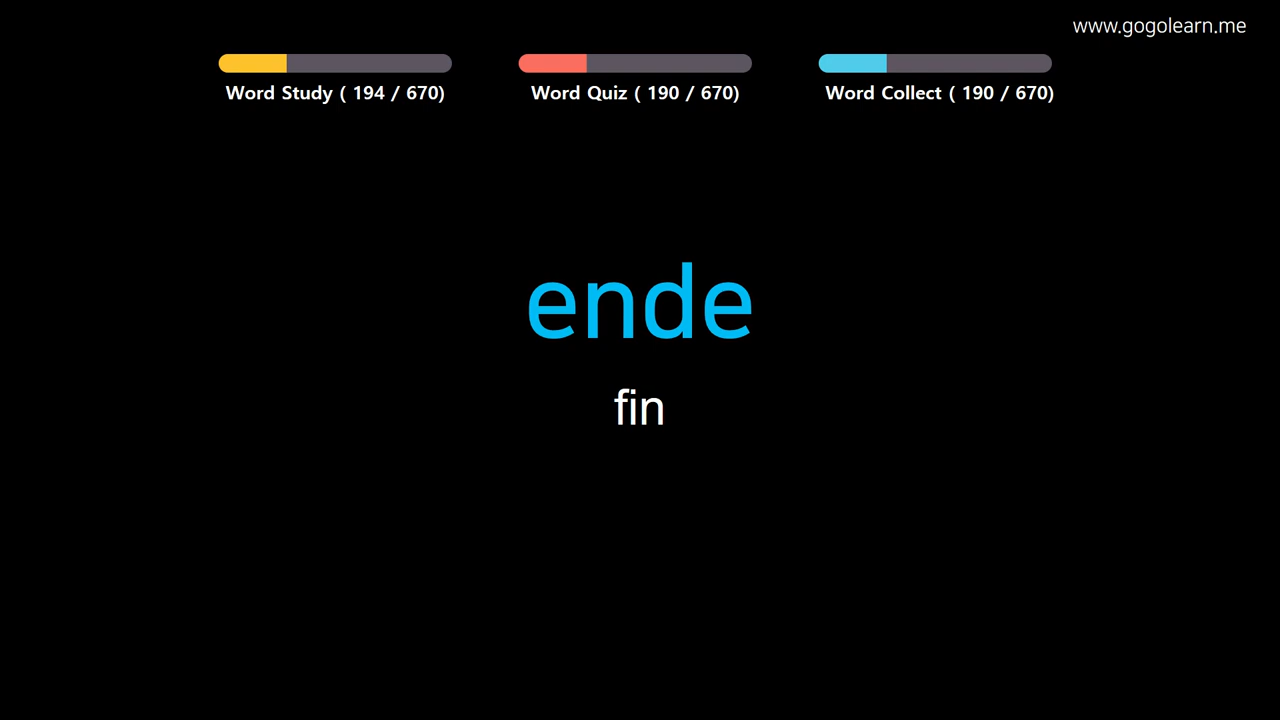 www.gogolearn.me
Word Study ( 194 / 670)
Word Quiz ( 190 / 670)
Word Collect ( 190 / 670)
ende
fin